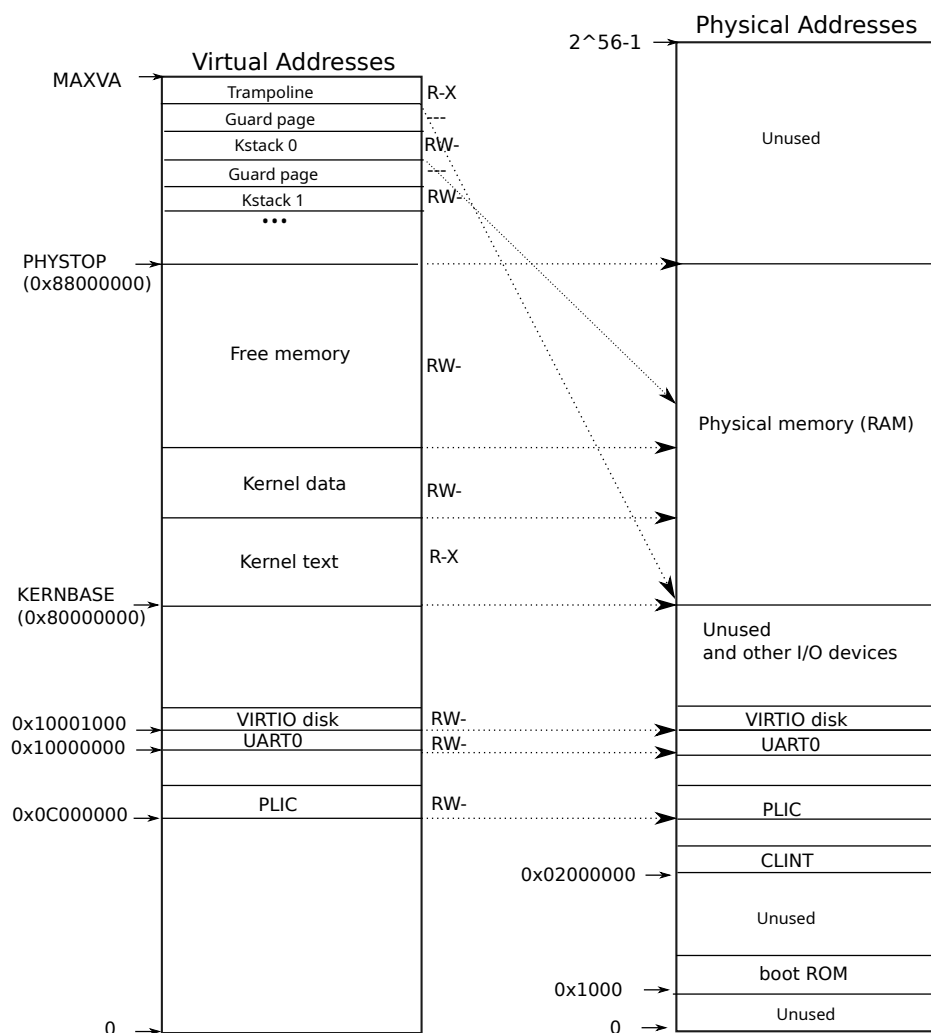 Physical Addresses
2^56-1
Virtual Addresses
MAXVA
Trampoline
R-X
Guard page
---
Unused
Kstack 0
RW-
Guard page
---
Kstack 1
RW-
...
PHYSTOP
(0x88000000)
Free memory
RW-
Physical memory (RAM)
Kernel data
RW-
Kernel text
R-X
KERNBASE
(0x80000000)
Unused
and other I/O devices
0x10001000
VIRTIO disk
RW-
VIRTIO disk
0x10000000
UART0
RW-
UART0
0x0C000000
PLIC
RW-
PLIC
CLINT
0x02000000
Unused
boot ROM
0x1000
Unused
0
0